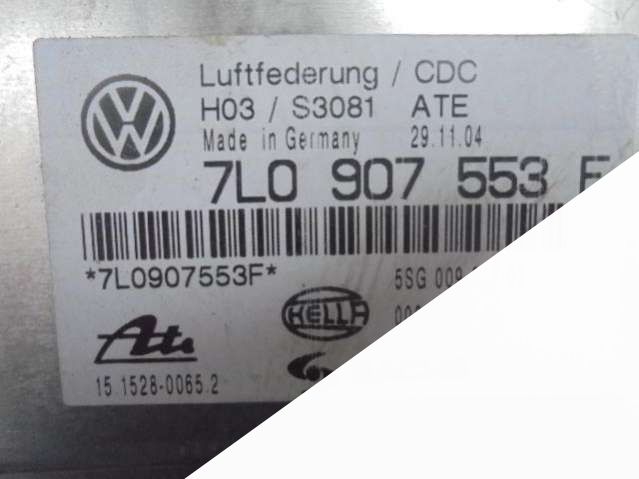 Luftfederung / CDC
H03 / S3081 ATE
Made in Germany 29.11.04
7L0 907 553
*7L0907553F*
5SG 009
HELLA
Ate
15.1528-0065.2